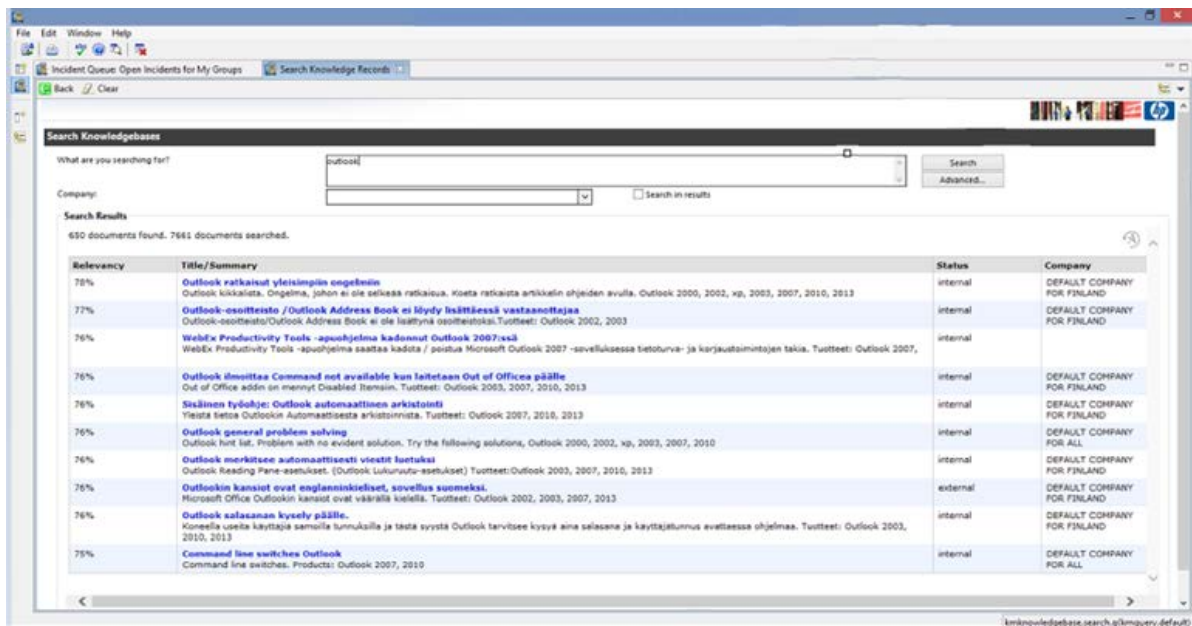 File Edit Window Help
Incident Queue: Open Incidents for My Groups Search Knowledge Records
Back Clear
hp
Search Knowledgebases
What are you searching for? outlook Search
Advanced...
Company: Search in results
Search Results
650 documents found. 7661 documents searched.
Relevancy Title/Summary Status Company
78% Outlook ratkaisut yleisimpiin ongelmiin internal DEFAULT COMPANY
Outlook kikkalista. Ongelma, johon ei ole selkeää ratkaisua. Koeta ratkaista artikkelin ohjeiden avulla. Outlook 2000, 2002, xp, 2003, 2007, 2010, 2013 FOR FINLAND
77% Outlook-osoitteisto /Outlook Address Book ei löydy lisättäessä vastaanottajaa internal DEFAULT COMPANY
Outlook-osoitteisto/Outlook Address Book ei ole lisättynä osoitteistoksi.Tuotteet: Outlook 2002, 2003 FOR FINLAND
76% WebEx Productivity Tools -apuohjelma kadonnut Outlook 2007:ssä internal
WebEx Productivity Tools -apuohjelma saattaa kadota / poistua Microsoft Outlook 2007 -sovelluksessa tietoturva- ja korjaustoimintojen takia. Tuotteet: Outlook 2007,
76% Outlook ilmoittaa Command not available kun laitetaan Out of Officea päälle internal DEFAULT COMPANY
Out of Office addin on mennyt Disabled Itemsiin. Tuotteet: Outlook 2003, 2007, 2010, 2013 FOR FINLAND
76% Sisäinen työohje: Outlook automaattinen arkistointi internal DEFAULT COMPANY
Yleistä tietoa Outlookin Automaattisesta arkistoinnista. Tuotteet: Outlook 2007, 2010, 2013 FOR FINLAND
76% Outlook general problem solving internal DEFAULT COMPANY
Outlook hint list. Problem with no evident solution. Try the following solutions, Outlook 2000, 2002, xp, 2003, 2007, 2010 FOR ALL
76% Outlook merkitsee automaattisesti viestit luetuksi internal DEFAULT COMPANY
Outlook Reading Pane-asetukset. (Outlook Lukuruutu-asetukset) Tuotteet:Outlook 2003, 2007, 2010, 2013 FOR FINLAND
76% Outlookin kansiot ovat englanninkieliset, sovellus suomeksi. external DEFAULT COMPANY
Microsoft Office Outlookin kansiot ovat väärällä kielellä. Tuotteet: Outlook 2002, 2003, 2007, 2013 FOR FINLAND
76% Outlook salasanan kysely päälle. internal DEFAULT COMPANY
Koneella useita käyttäjiä samoilla tunnuksilla ja tästä syystä Outlook tarvitsee kysyä aina salasana ja käyttäjätunnus avattaessa ohjelmaa. Tuotteet: Outlook 2003, FOR FINLAND
2010, 2013
75% Command line switches Outlook internal DEFAULT COMPANY
Command line switches. Products: Outlook 2007, 2010 FOR ALL
kmknowledgebase.search.g(kmquery.default)